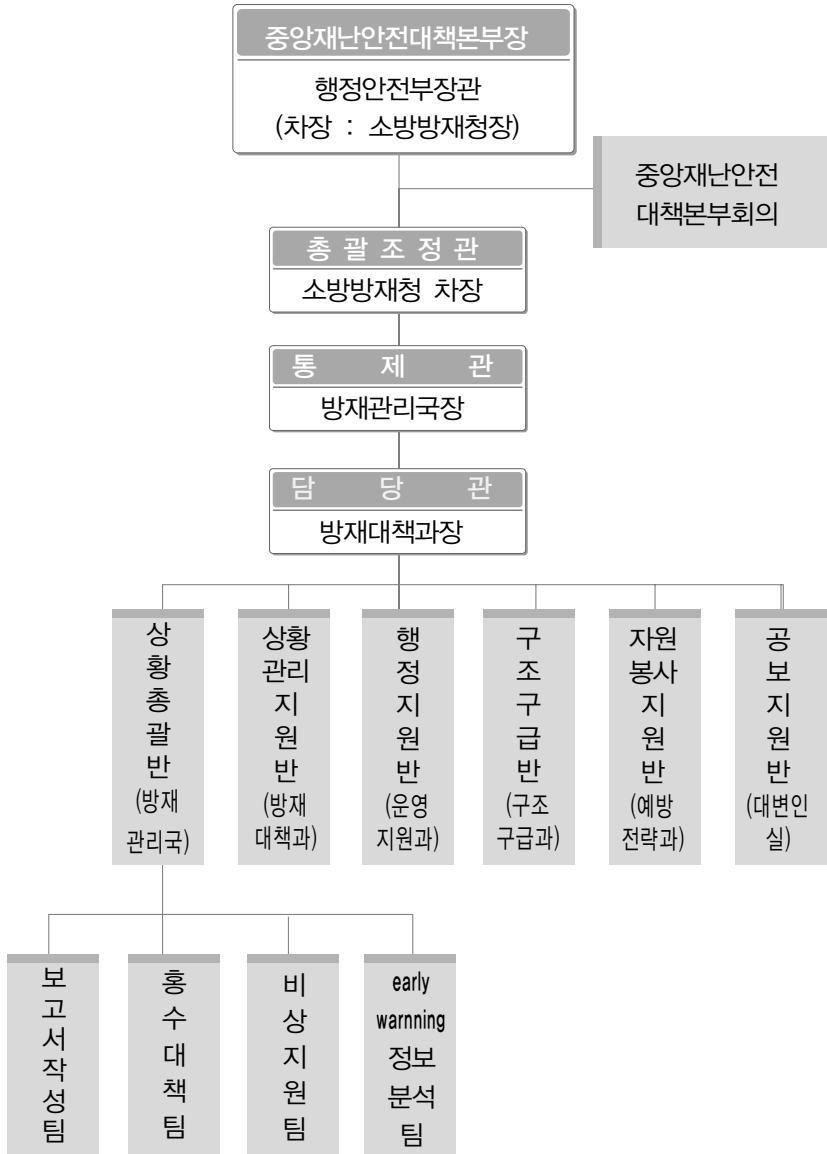 중앙재난안전대책본부장
행정안전부장관
(차장 : 소방방재청장)
중앙재난안전
대책본부회의
총 괄 조 정 관
소방방재청 차장
통 제 관
방재관리국장
담 당 관
방재대책과장
상
황
총
괄
반
(방재
관리국)
상황
관리
지
원
반
(방재
대책과)
행
정
지
원
반
(운영
지원과)
구
조
구
급
반
(구조
구급과)
자원
봉사
지
원
반
(예방
전략과)
공
보
지
원
반
(대변인
실)
보
고
서
작
성
팀
홍
수
대
책
팀
비
상
지
원
팀
early
warnning
정보
분석
팀